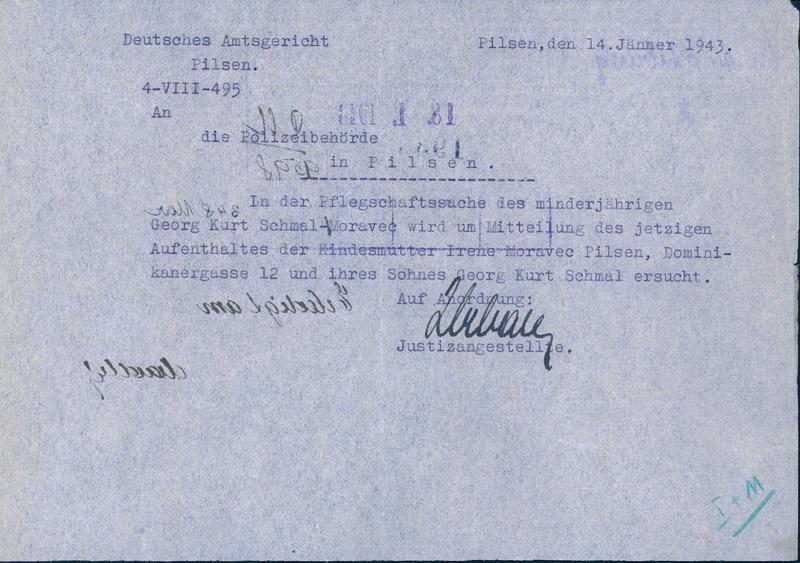 Deutsches Amtsgericht
Pilsen.
Pilsen,den 14.Jänner 1943.
4-VIII-495
An
die Polizeibehörde
in Pilsen.
In der Pflegschaftssache des minderjährigen
Georg Kurt Schmal-Moravec wird um Mitteilung des jetzigen
Aufenthaltes der Kindesmutter Irene Moravec Pilsen, Domini-
kanergasse 12 und ihres Sohnes Georg Kurt Schmal ersucht.
Auf Anordnung:
Justizangestellte.
I + M